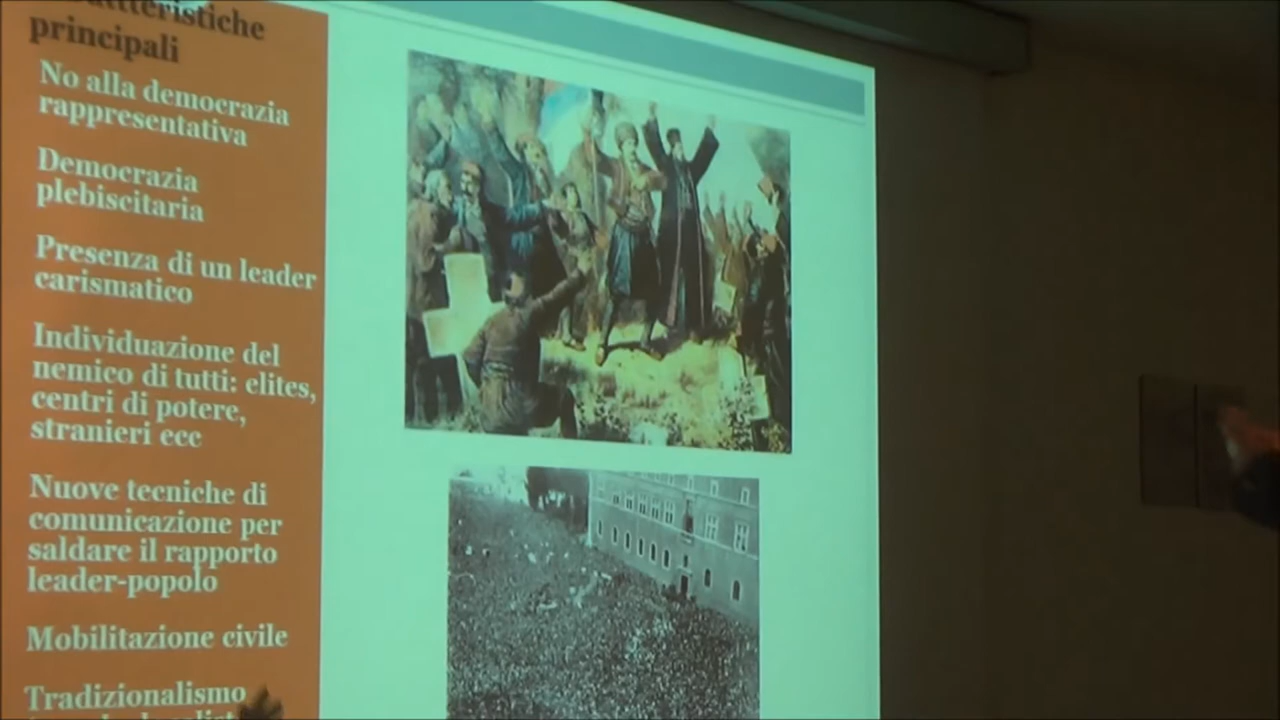 principali
No alla democrazia
rappresentativa
Democrazia
plebiscitaria
Presenza di un leader
carismatico
Individuazione del
nemico di tutti: elites,
centri di potere,
stranieri ecc
Nuove tecniche di
comunicazione per
saldare il rapporto
leader-popolo
Mobilitazione civile
Tradizionalismo